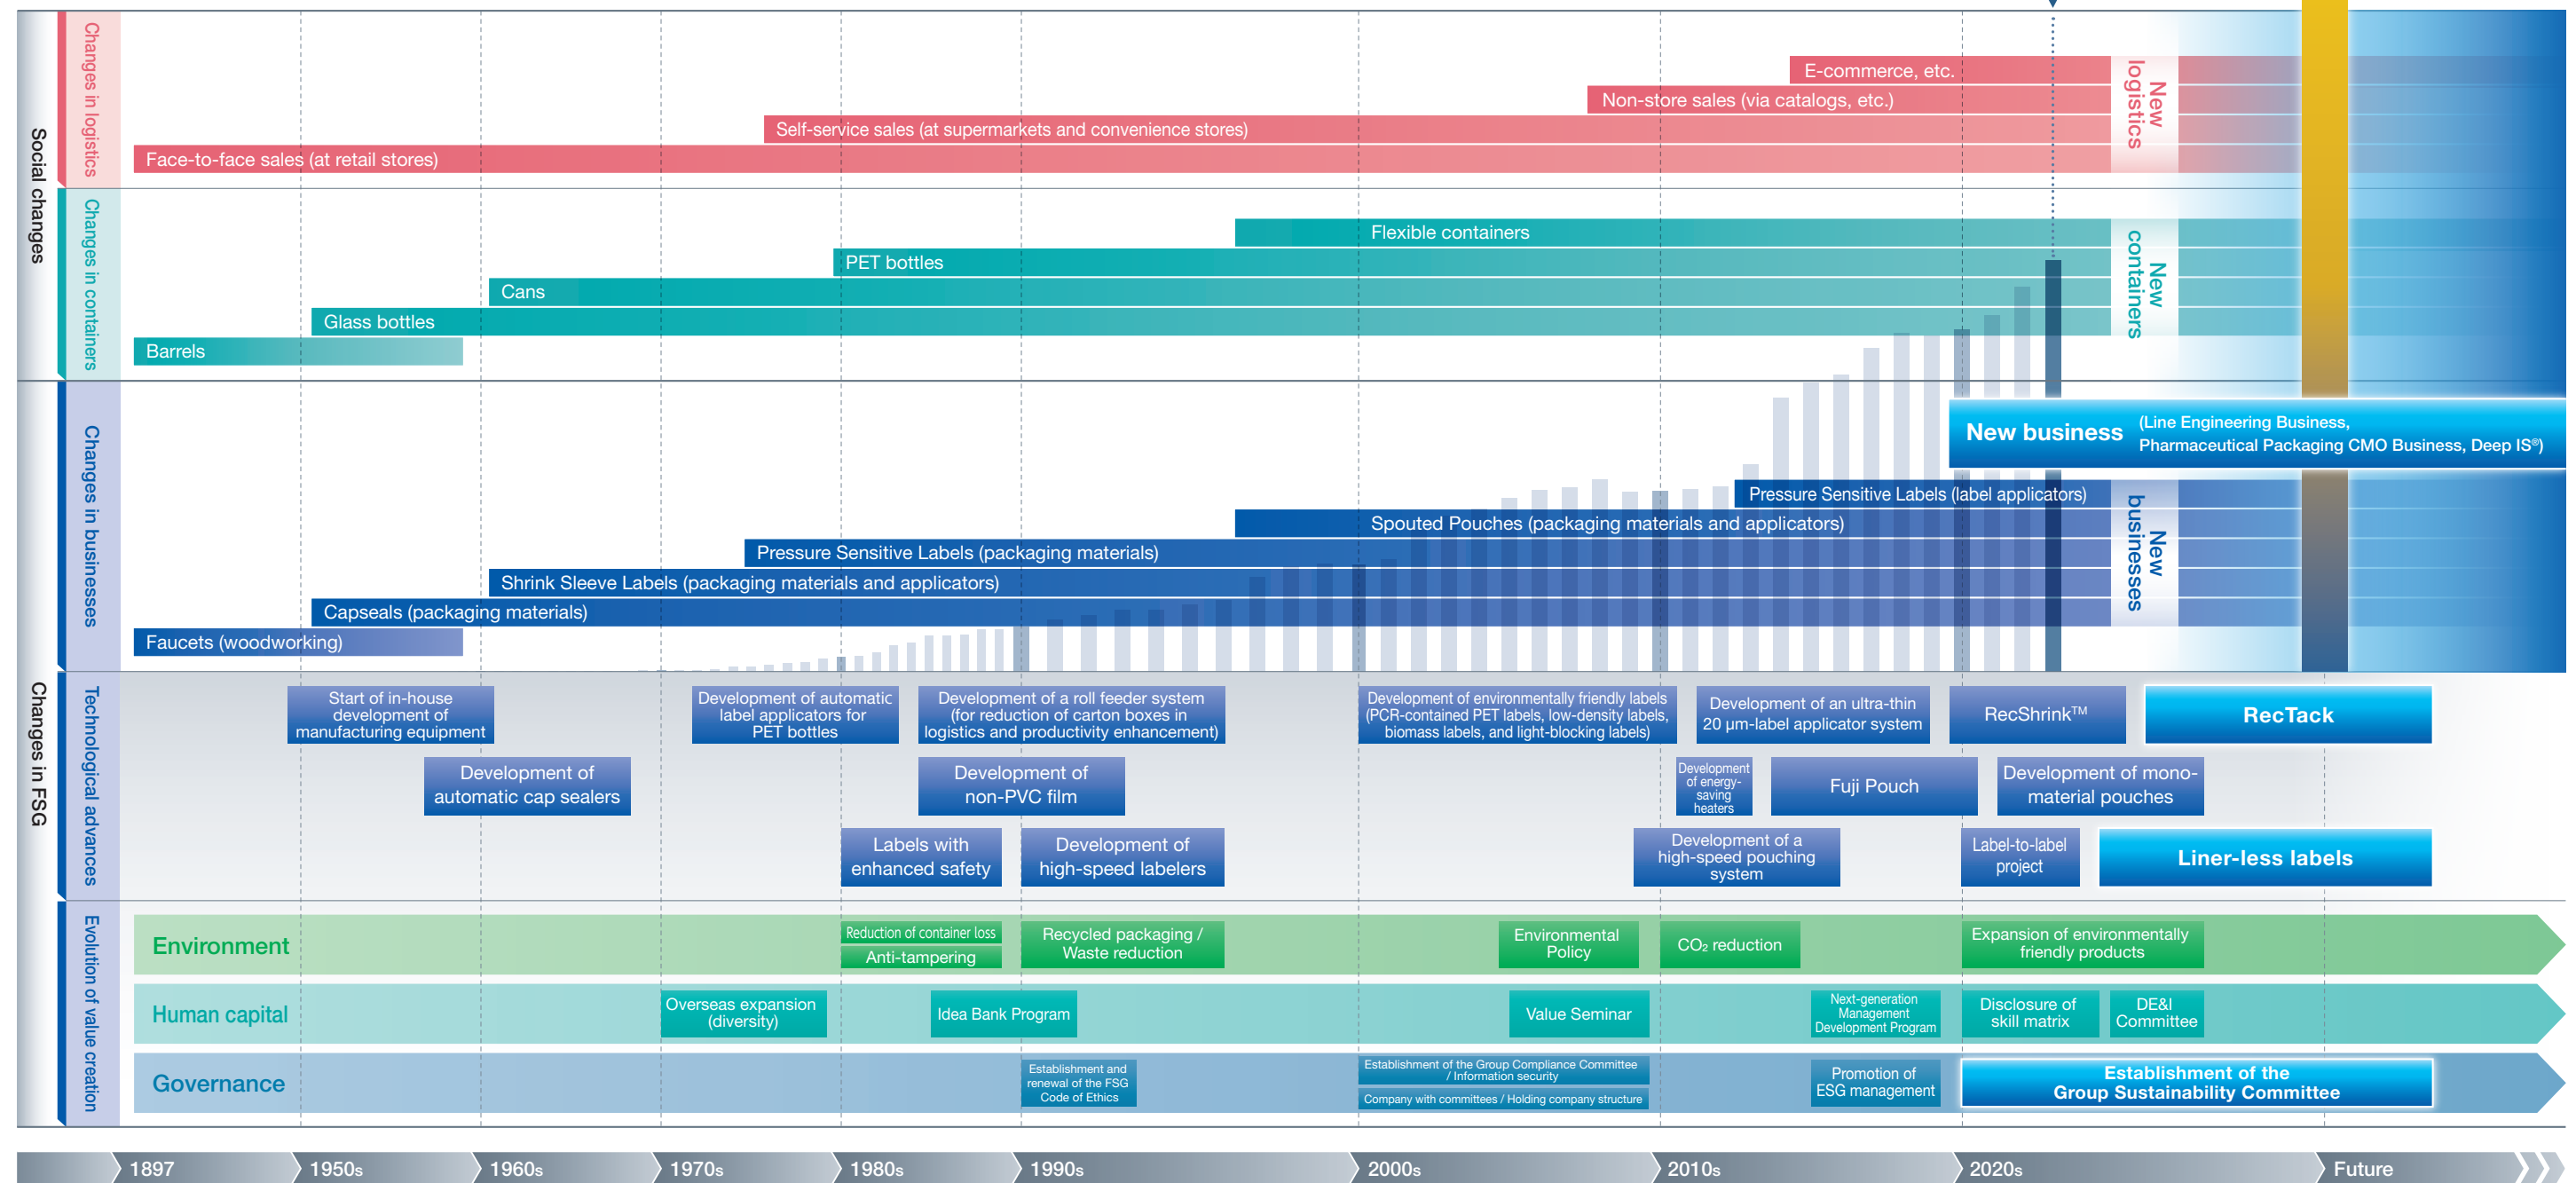 Social changes
Changes in logistics
E-commerce, etc.
Non-store sales (via catalogs, etc.)
Self-service sales (at supermarkets and convenience stores)
Face-to-face sales (at retail stores)
New
logistics
Changes in containers
Flexible containers
PET bottles
Cans
Glass bottles
Barrels
New
containers
Changes in FSG
Changes in businesses
New business
(Line Engineering Business,
Pharmaceutical Packaging CMO Business, Deep IS®)
Pressure Sensitive Labels (label applicators)
Spouted Pouches (packaging materials and applicators)
Pressure Sensitive Labels (packaging materials)
Shrink Sleeve Labels (packaging materials and applicators)
Capseals (packaging materials)
Faucets (woodworking)
New
businesses
Technological advances
Start of in-house
development of
manufacturing equipment
Development of automatic
label applicators for
PET bottles
Development of a roll feeder system
(for reduction of carton boxes in
logistics and productivity enhancement)
Development of environmentally friendly labels
(PCR-contained PET labels, low-density labels,
biomass labels, and light-blocking labels)
Development of an ultra-thin
20 µm-label applicator system
RecShrink™
RecTack
Development of
automatic cap sealers
Development of
non-PVC film
Development
of energy-
saving
heaters
Fuji Pouch
Development of mono-
material pouches
Labels with
enhanced safety
Development of
high-speed labelers
Development of a
high-speed pouching
system
Label-to-label
project
Liner-less labels
Evolution of value creation
Environment
Reduction of container loss
Anti-tampering
Recycled packaging /
Waste reduction
Environmental
Policy
CO₂ reduction
Expansion of environmentally
friendly products
Human capital
Overseas expansion
(diversity)
Idea Bank Program
Value Seminar
Next-generation
Management
Development Program
Disclosure of
skill matrix
DE&I
Committee
Governance
Establishment and
renewal of the FSG
Code of Ethics
Establishment of the Group Compliance Committee
/ Information security
Company with committees / Holding company structure
Promotion of
ESG management
Establishment of the
Group Sustainability Committee
1897
1950s
1960s
1970s
1980s
1990s
2000s
2010s
2020s
Future